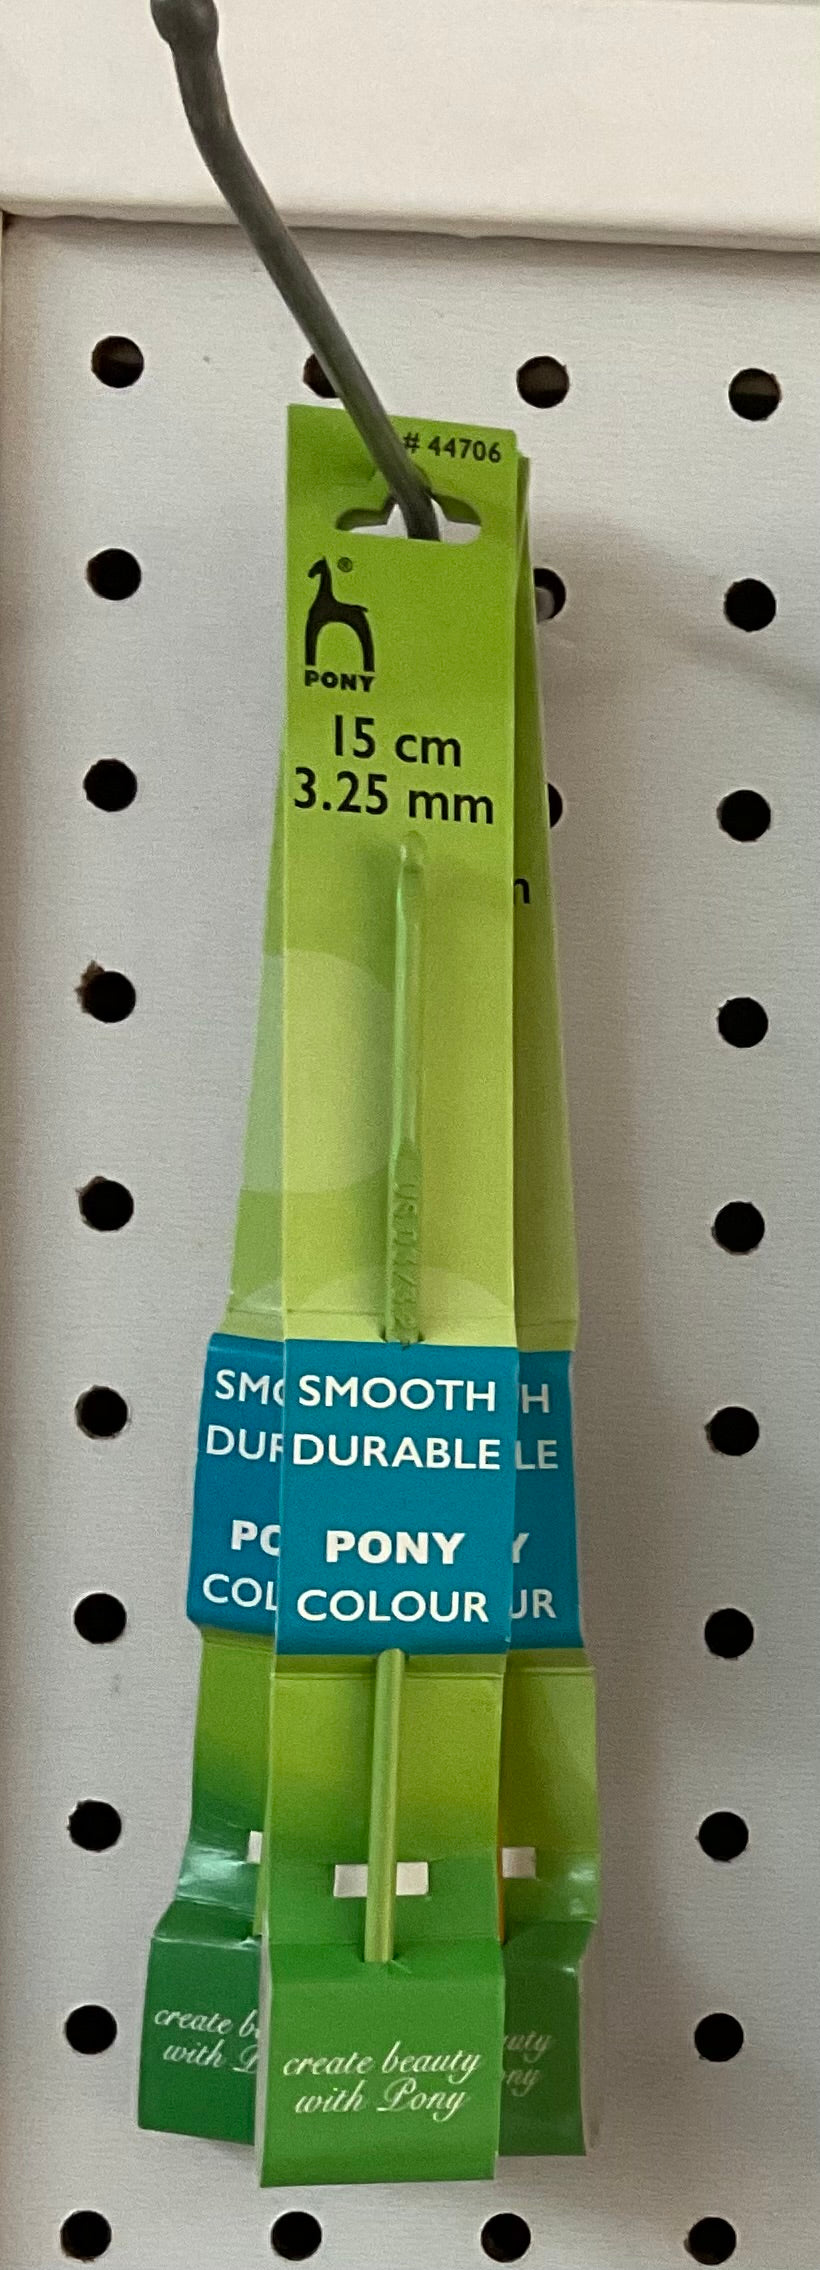 # 44706
®
PONY
15 cm
3.25 mm
SMOOTH
DURABLE
PONY
COLOUR
create beauty
with Pony